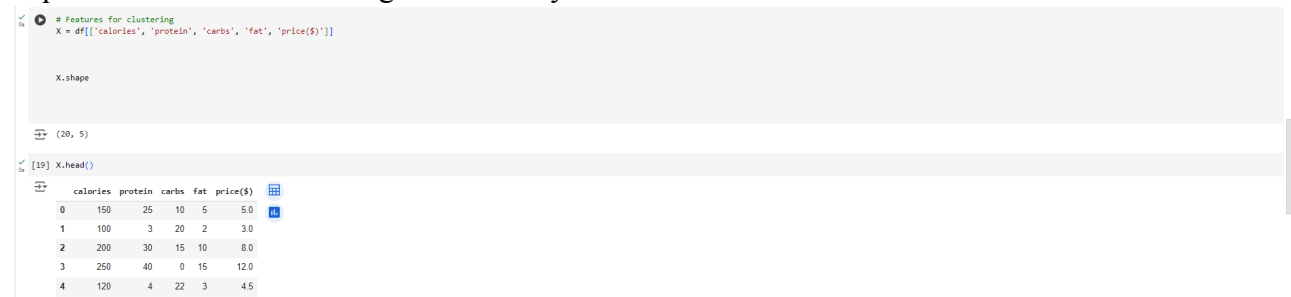 # Features for clustering
X = df[['calories', 'protein', 'carbs', 'fat', 'price($)']]
X.shape
(20, 5)
[19] X.head()
calories protein carbs fat price($)
0 150 25 10 5 5.0
1 100 3 20 2 3.0
2 200 30 15 10 8.0
3 250 40 0 15 12.0
4 120 4 22 3 4.5